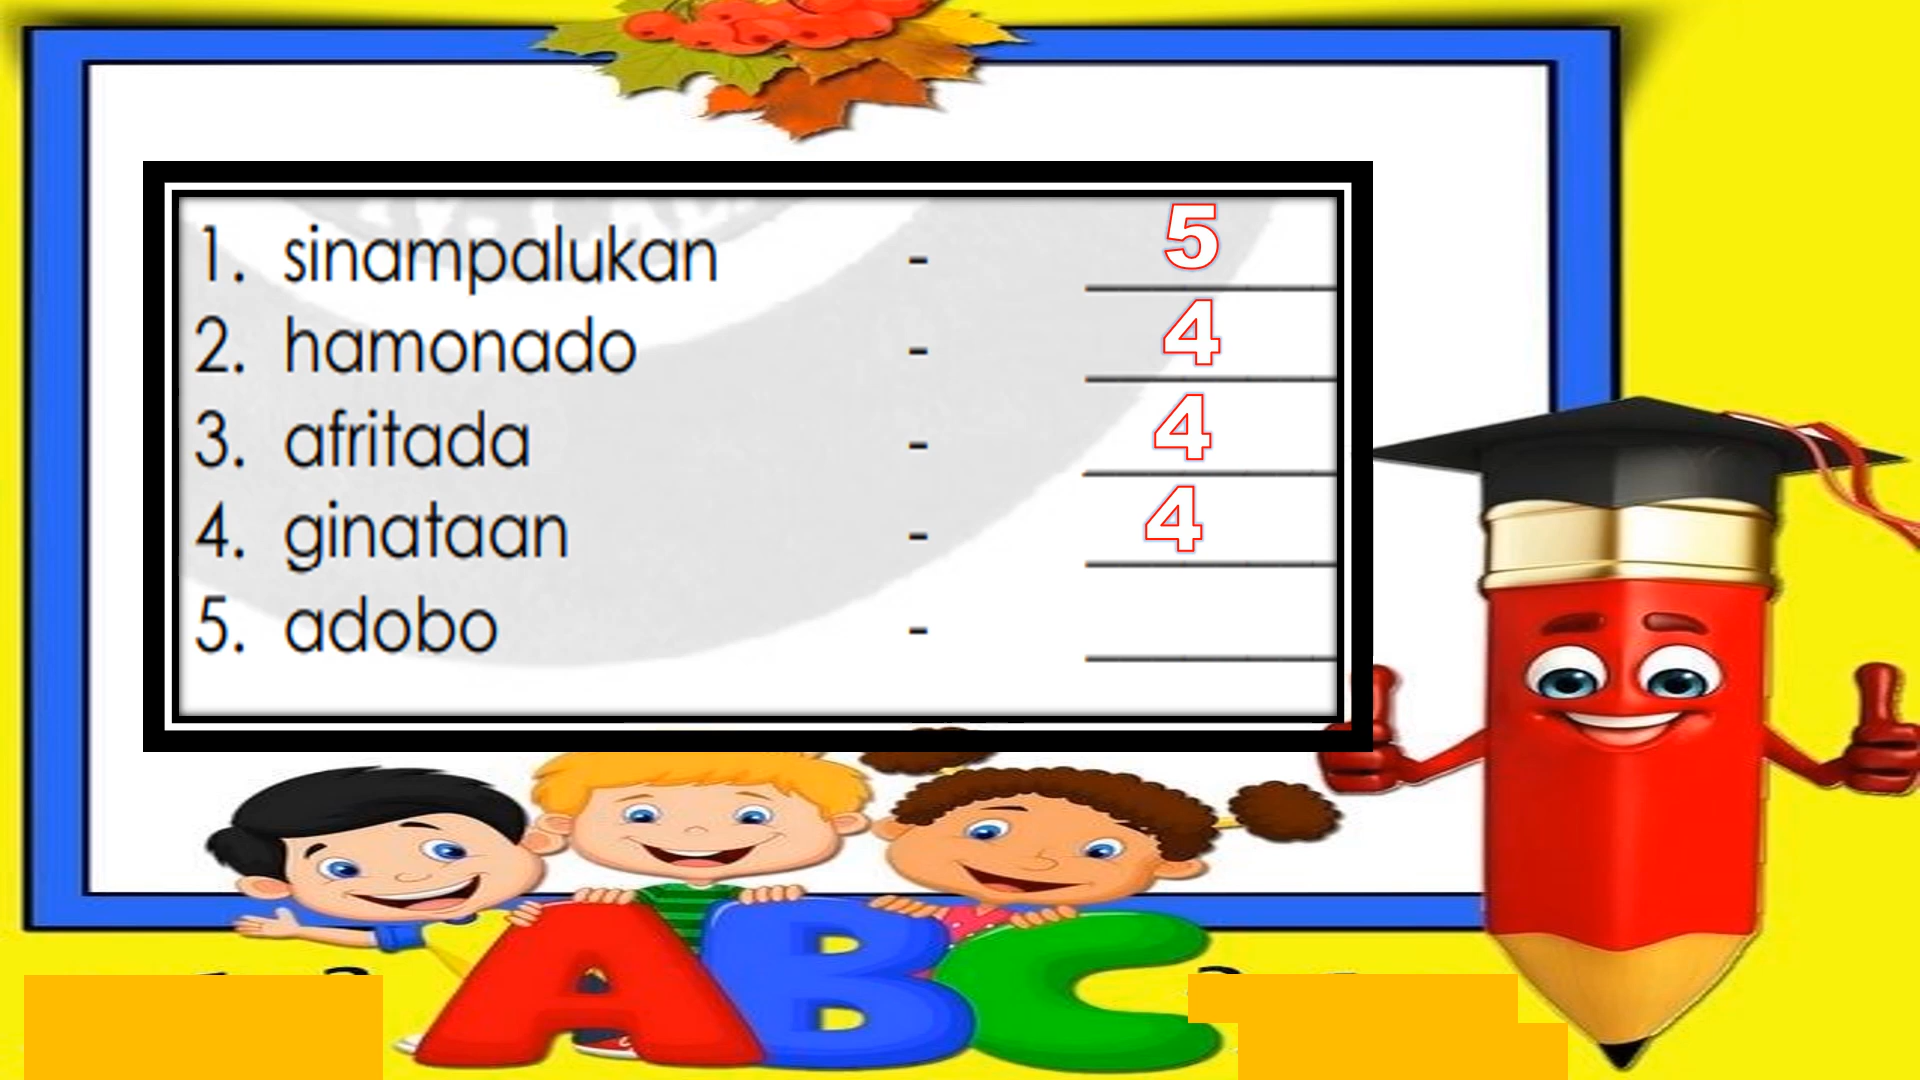 1. sinampalukan - 5
2. hamonado - 4
3. afritada - 4
4. ginataan - 4
5. adobo -
ABC